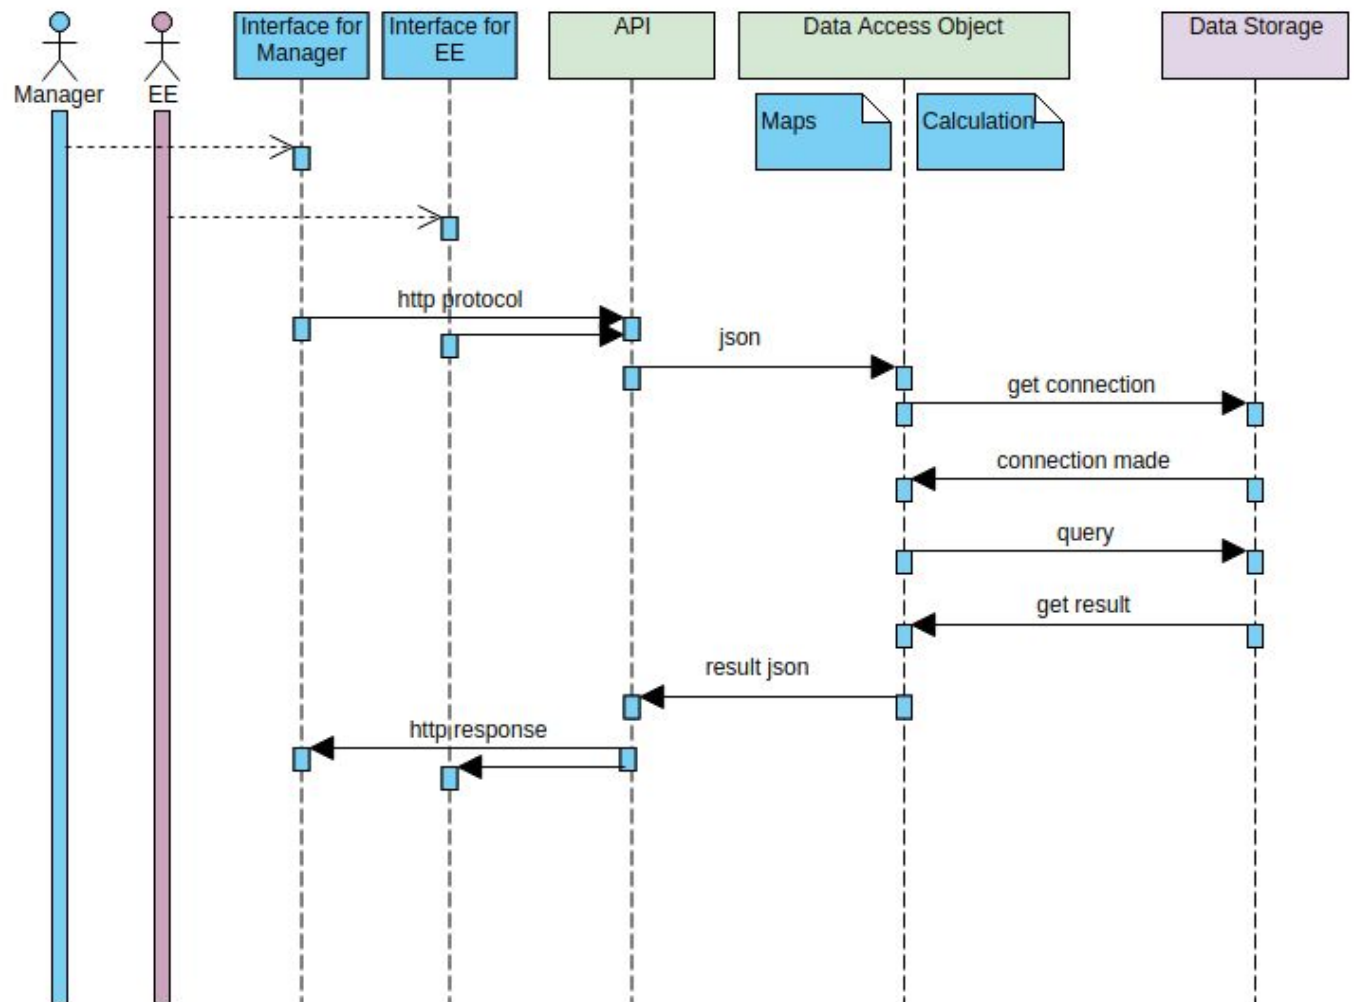 Manager
EE
Interface for
Manager
Interface for
EE
API
Data Access Object
Data Storage
Maps
Calculation
http protocol
json
get connection
connection made
query
get result
result json
http response